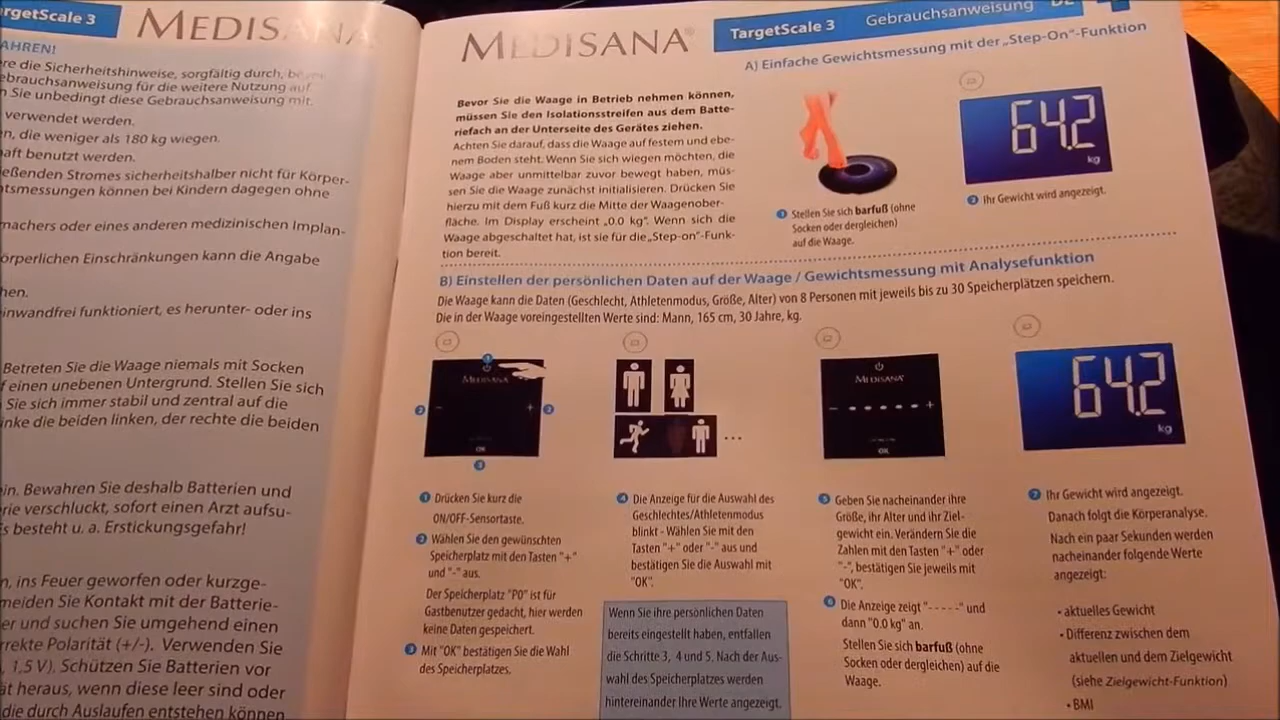 rgetScale 3
MEDISANA
AHREN!
re die Sicherheitshinweise, sorgfältig durch,
ebrauchsanweisung für die weitere Nutzung auf
n Sie unbedingt diese Gebrauchsanweisung mit.
verwendet werden.
n, die weniger als 180 kg wiegen.
aft benutzt werden.
eßenden Stromes sicherheitshalber nicht für Körper-
tsmessungen können bei Kindern dagegen ohne
machers oder eines anderen medizinischen Implan-
örperlichen Einschränkungen kann die Angabe
hen.
inwandfrei funktioniert, es herunter- oder ins
Betreten Sie die Waage niemals mit Socken
f einen unebenen Untergrund. Stellen Sie sich
Sie sich immer stabil und zentral auf die
inke die beiden linken, der rechte die beiden
in. Bewahren Sie deshalb Batterien und
rie verschluckt, sofort einen Arzt aufsu-
s besteht u. a. Erstickungsgefahr!
n, ins Feuer geworfen oder kurzge-
meiden Sie Kontakt mit der Batterie-
er und suchen Sie umgehend einen
rrekte Polarität (+/-). Verwenden Sie
, 1,5 V). Schützen Sie Batterien vor
ät heraus, wenn diese leer sind oder
die durch Auslaufen entstehen können
MEDISANA®
TargetScale 3 Gebrauchsanweisung DE
Bevor Sie die Waage in Betrieb nehmen können,
müssen Sie den Isolationsstreifen aus dem Batte-
riefach an der Unterseite des Gerätes ziehen.
Achten Sie darauf, dass die Waage auf festem und ebe-
nem Boden steht. Wenn Sie sich wiegen möchten, die
Waage aber unmittelbar zuvor bewegt haben, müs-
sen Sie die Waage zunächst initialisieren. Drücken Sie
hierzu mit dem Fuß kurz die Mitte der Waagenober-
fläche. Im Display erscheint „0.0 kg“. Wenn sich die
Waage abgeschaltet hat, ist sie für die „Step-on“-Funk-
tion bereit.
A) Einfache Gewichtsmessung mit der „Step-On“-Funktion
64.2
kg
1 Stellen Sie sich barfuß (ohne
Socken oder dergleichen)
auf die Waage.
2 Ihr Gewicht wird angezeigt.
B) Einstellen der persönlichen Daten auf der Waage / Gewichtsmessung mit Analysefunktion
Die Waage kann die Daten (Geschlecht, Athletenmodus, Größe, Alter) von 8 Personen mit jeweils bis zu 30 Speicherplätzen speichern.
Die in der Waage voreingestellten Werte sind: Mann, 165 cm, 30 Jahre, kg.
1
MEDISANA
2 - + 2
OK
3
...
MEDISANA
- - - - - - +
OK
64.2
kg
1 Drücken Sie kurz die
ON/OFF-Sensortaste.
2 Wählen Sie den gewünschten
Speicherplatz mit den Tasten "+"
und "-" aus.
Der Speicherplatz "P0" ist für
Gastbenutzer gedacht, hier werden
keine Daten gespeichert.
3 Mit "OK" bestätigen Sie die Wahl
des Speicherplatzes.
4 Die Anzeige für die Auswahl des
Geschlechtes/Athletenmodus
blinkt - Wählen Sie mit den
Tasten "+" oder "-" aus und
bestätigen Sie die Auswahl mit
"OK".
Wenn Sie ihre persönlichen Daten
bereits eingestellt haben, entfallen
die Schritte 3, 4 und 5. Nach der Aus-
wahl des Speicherplatzes werden
hintereinander Ihre Werte angezeigt.
5 Geben Sie nacheinander ihre
Größe, ihr Alter und ihr Ziel-
gewicht ein. Verändern Sie die
Zahlen mit den Tasten "+" oder
"-", bestätigen Sie jeweils mit
"OK".
6 Die Anzeige zeigt "- - - - -" und
dann "0.0 kg" an.
Stellen Sie sich barfuß (ohne
Socken oder dergleichen) auf die
Waage.
7 Ihr Gewicht wird angezeigt.
Danach folgt die Körperanalyse.
Nach ein paar Sekunden werden
nacheinander folgende Werte
angezeigt:
• aktuelles Gewicht
• Differenz zwischen dem
aktuellen und dem Zielgewicht
(siehe Zielgewicht-Funktion)
• BMI